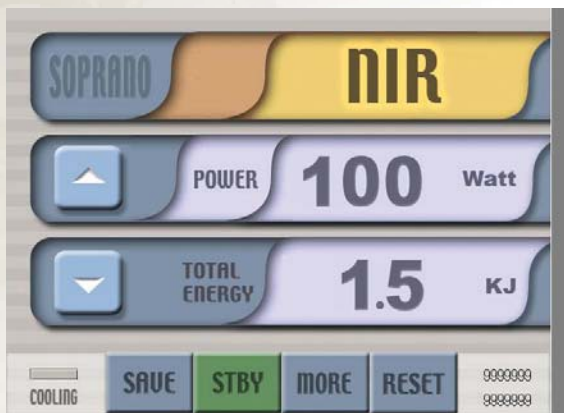 SOPRANO
NIR
POWER 100 Watt
TOTAL
ENERGY 1.5 KJ
COOLING SAVE STBY MORE RESET
9999999
9999999